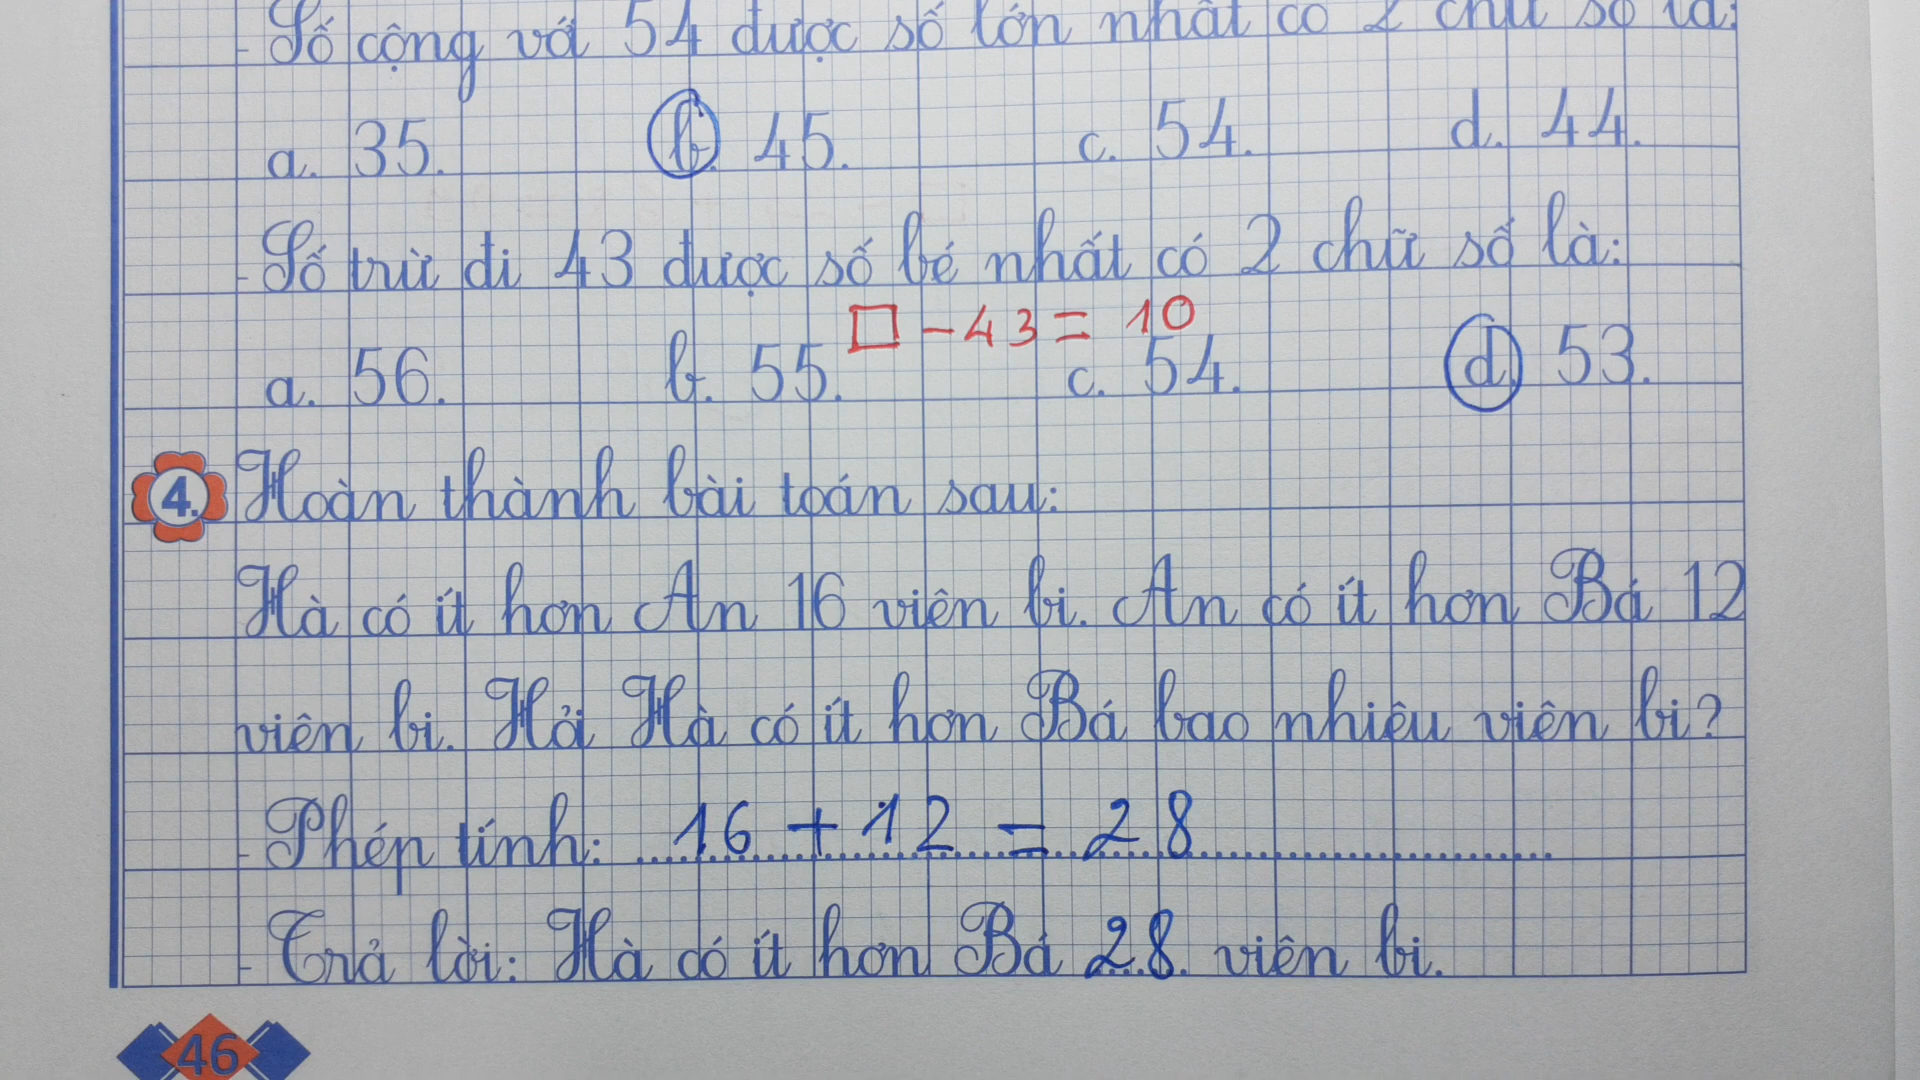 - Số cộng với 54 được số lớn nhất có 2 chữ số là:
a. 35. b. 45. c. 54. d. 44.
- Số trừ đi 43 được số bé nhất có 2 chữ số là:
□ - 43 = 10
a. 56. b. 55. c. 54. d. 53.
4. Hoàn thành bài toán sau:
Hà có ít hơn An 16 viên bi. An có ít hơn Bá 12
viên bi. Hỏi Hà có ít hơn Bá bao nhiêu viên bi?
- Phép tính: 16 + 12 = 28
- Trả lời: Hà có ít hơn Bá 28 viên bi.
46